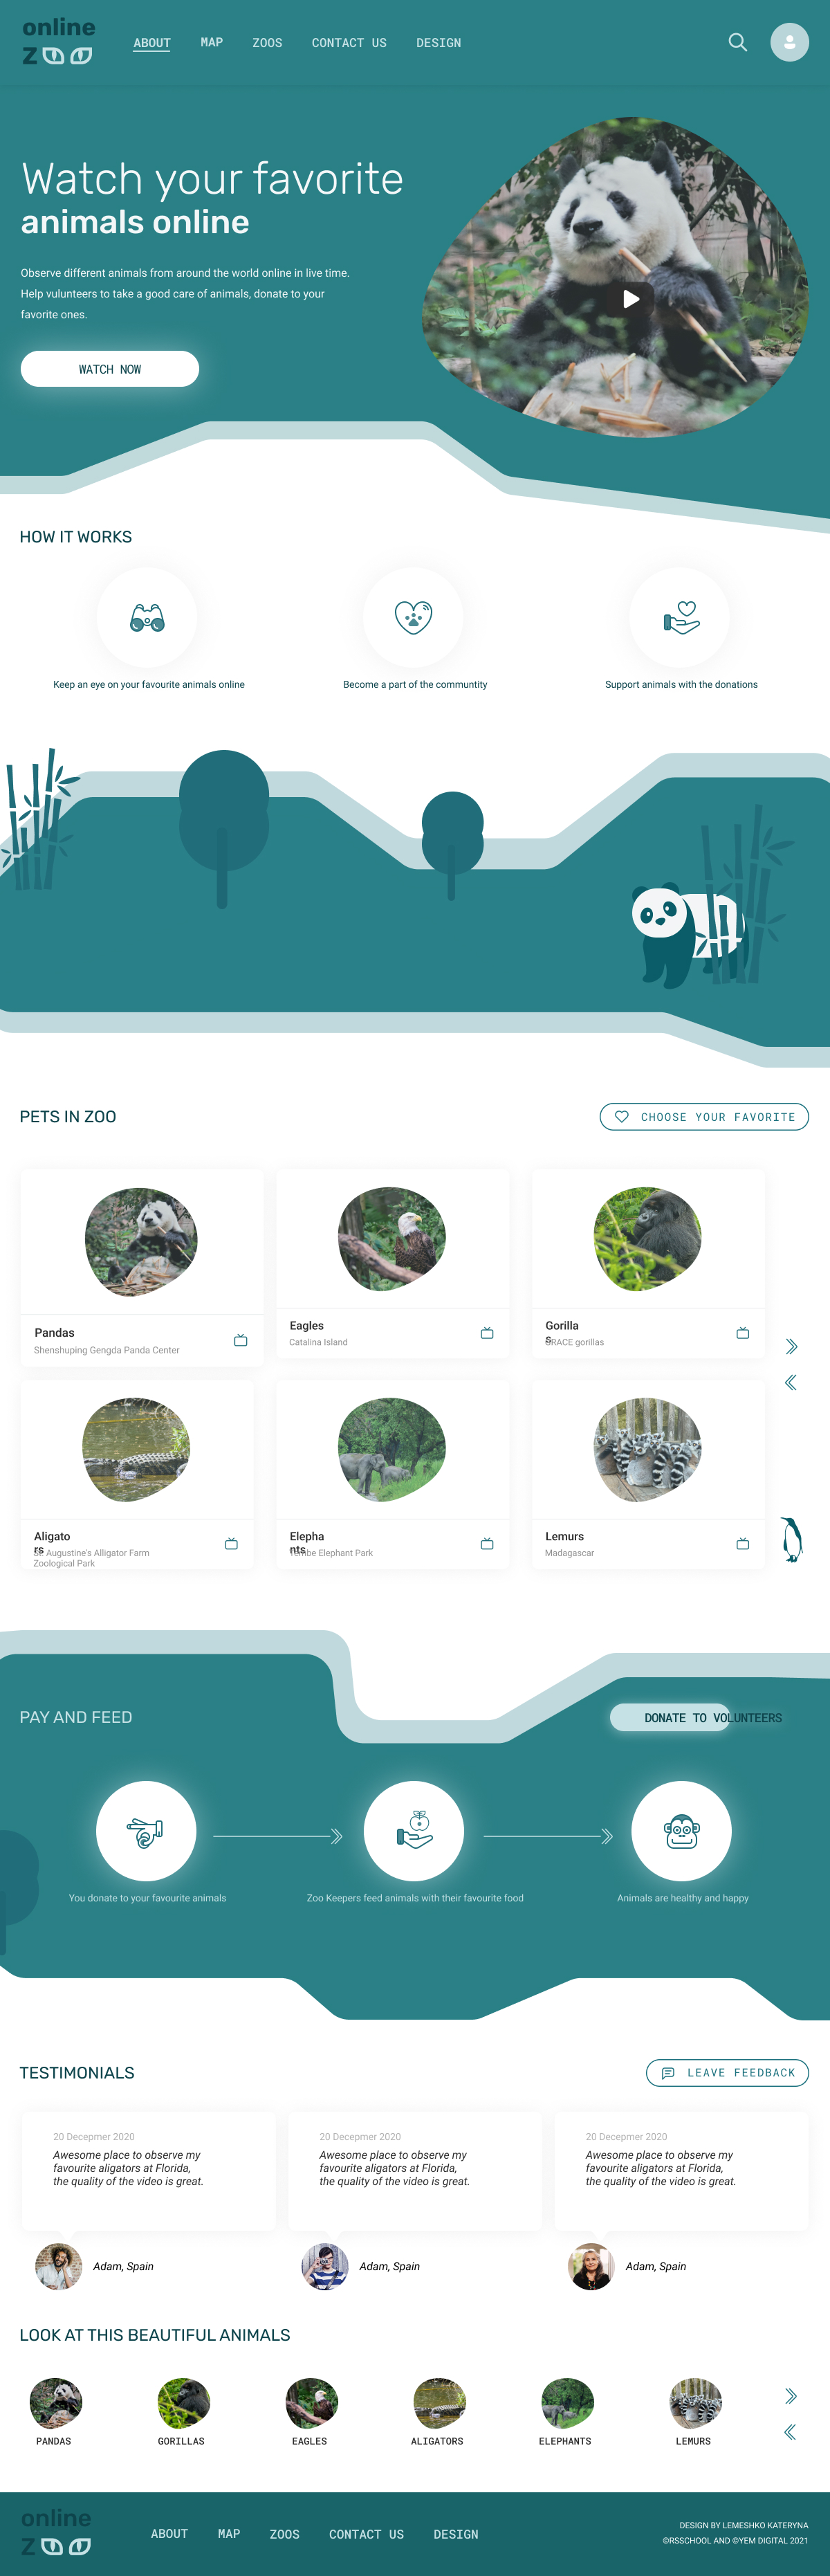 online
ZOO
ABOUT
MAP
ZOOS
CONTACT US
DESIGN
Watch your favorite
animals online
Observe different animals from around the world online in live time.
Help vulunteers to take a good care of animals, donate to your
favorite ones.
WATCH NOW
HOW IT WORKS
Keep an eye on your favourite animals online
Become a part of the communtity
Support animals with the donations
PETS IN ZOO
CHOOSE YOUR FAVORITE
Pandas
Shenshuping Gengda Panda Center
Eagles
Catalina Island
Gorilla
s
GRACE gorillas
Aligato
rs
St. Augustine's Alligator Farm
Zoological Park
Elepha
nts
Tembe Elephant Park
Lemurs
Madagascar
PAY AND FEED
DONATE TO VOLUNTEERS
You donate to your favourite animals
Zoo Keepers feed animals with their favourite food
Animals are healthy and happy
TESTIMONIALS
LEAVE FEEDBACK
20 Decepmer 2020
Awesome place to observe my
favourite aligators at Florida,
the quality of the video is great.
Adam, Spain
20 Decepmer 2020
Awesome place to observe my
favourite aligators at Florida,
the quality of the video is great.
Adam, Spain
20 Decepmer 2020
Awesome place to observe my
favourite aligators at Florida,
the quality of the video is great.
Adam, Spain
LOOK AT THIS BEAUTIFUL ANIMALS
PANDAS
GORILLAS
EAGLES
ALIGATORS
ELEPHANTS
LEMURS
online
ZOO
ABOUT
MAP
ZOOS
CONTACT US
DESIGN
DESIGN BY LEMESHKO KATERYNA
©RSSCHOOL AND ©YEM DIGITAL 2021